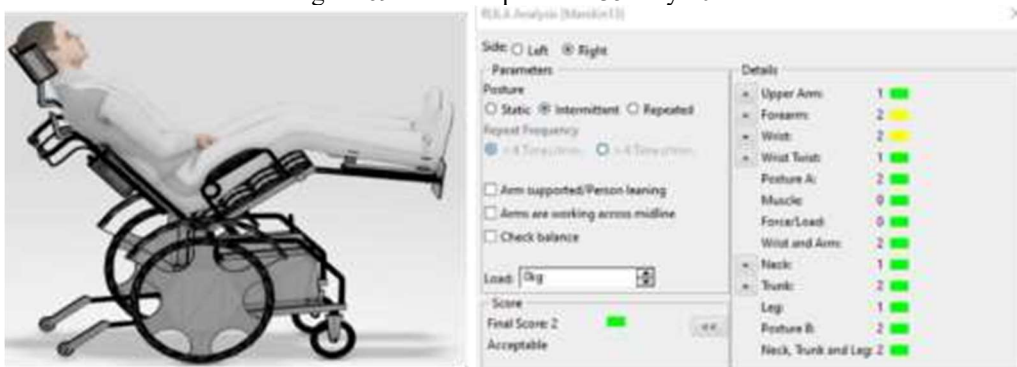 RULA Analysis (Manikin13)
Side: Left Right
Parameters
Posture
Static Intermittent Repeated
Repeat Frequency
Arm supported/Person leaning
Arms are working across midline
Check balance
Load: 0kg
Score
Final Score: 2
<<
Acceptable
Details
Upper Arm: 1
Forearm: 2
Wrist: 2
Wrist Twist: 1
Posture A: 2
Muscle: 0
Force/Load: 0
Wrist and Arm: 2
Neck: 1
Trunk: 2
Leg: 1
Posture B: 2
Neck, Trunk and Leg: 2